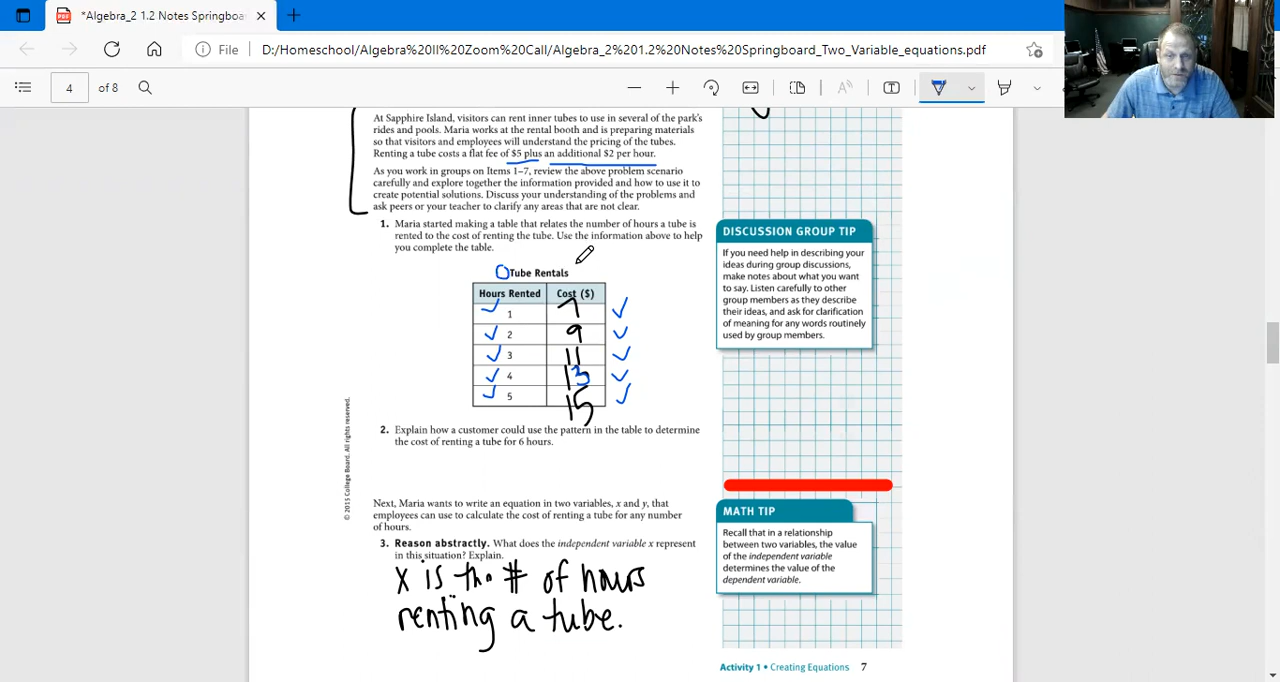 *Algebra_2 1.2 Notes Springboa
File D:/Homeschool/Algebra%20II%20Zoom%20Call/Algebra_2%201.2%20Notes%20Springboard_Two_Variable_equations.pdf
4 of 8
At Sapphire Island, visitors can rent inner tubes to use in several of the park's
rides and pools. Maria works at the rental booth and is preparing materials
so that visitors and employees will understand the pricing of the tubes.
Renting a tube costs a flat fee of $5 plus an additional $2 per hour.
As you work in groups on Items 1–7, review the above problem scenario
carefully and explore together the information provided and how to use it to
create potential solutions. Discuss your understanding of the problems and
ask peers or your teacher to clarify any areas that are not clear.
1. Maria started making a table that relates the number of hours a tube is
rented to the cost of renting the tube. Use the information above to help
you complete the table.
Tube Rentals
Hours Rented Cost ($)
1 7
2 9
3 11
4 13
5 15
2. Explain how a customer could use the pattern in the table to determine
the cost of renting a tube for 6 hours.
Next, Maria wants to write an equation in two variables, x and y, that
employees can use to calculate the cost of renting a tube for any number
of hours.
3. Reason abstractly. What does the independent variable x represent
in this situation? Explain.
x is the # of hours
renting a tube.
© 2015 College Board. All rights reserved.
DISCUSSION GROUP TIP
If you need help in describing your
ideas during group discussions,
make notes about what you want
to say. Listen carefully to other
group members as they describe
their ideas, and ask for clarification
of meaning for any words routinely
used by group members.
MATH TIP
Recall that in a relationship
between two variables, the value
of the independent variable
determines the value of the
dependent variable.
Activity 1 • Creating Equations 7